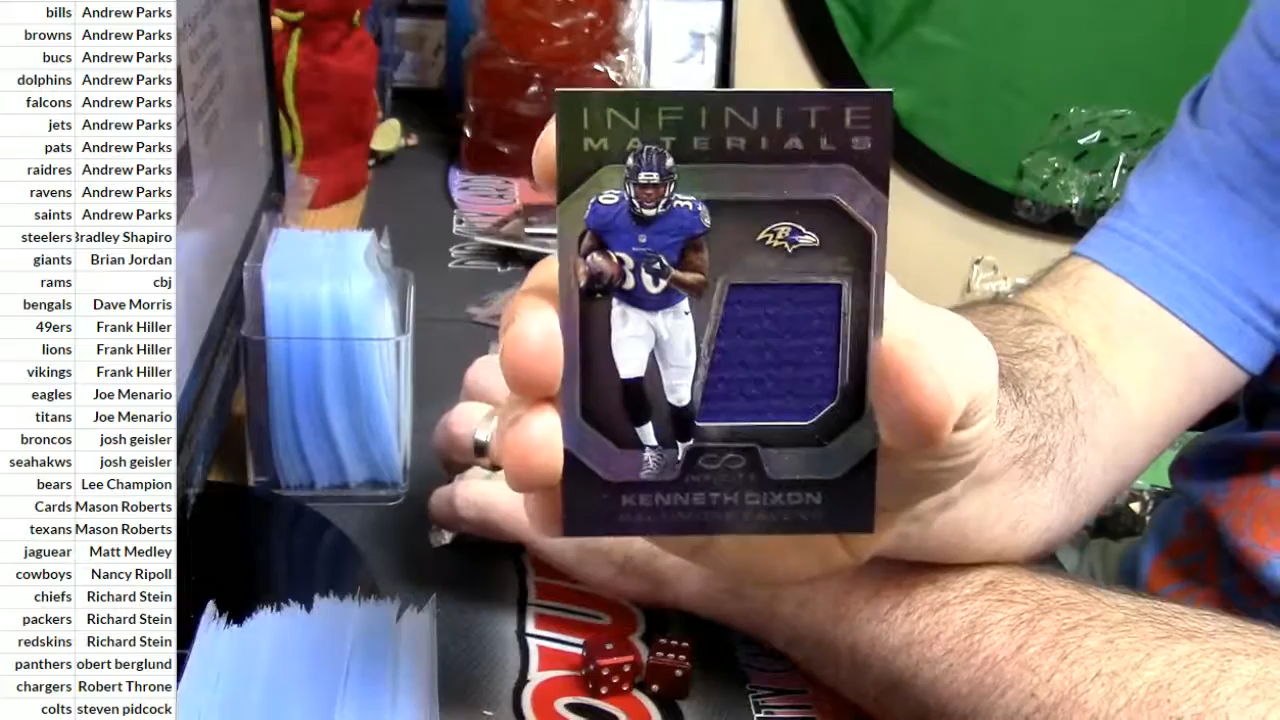 bills Andrew Parks
browns Andrew Parks
bucs Andrew Parks
dolphins Andrew Parks
falcons Andrew Parks
jets Andrew Parks
pats Andrew Parks
raidres Andrew Parks
ravens Andrew Parks
saints Andrew Parks
steelers Bradley Shapiro
giants Brian Jordan
rams cbj
bengals Dave Morris
49ers Frank Hiller
lions Frank Hiller
vikings Frank Hiller
eagles Joe Menario
titans Joe Menario
broncos josh geisler
seahakws josh geisler
bears Lee Champion
Cards Mason Roberts
texans Mason Roberts
jaguear Matt Medley
cowboys Nancy Ripoll
chiefs Richard Stein
packers Richard Stein
redskins Richard Stein
panthers obert berglund
chargers Robert Throne
colts steven pidcock
INFINITE
MATERIALS
30
B
INFINITE
KENNETH DIXON
BALTIMORE RAVENS